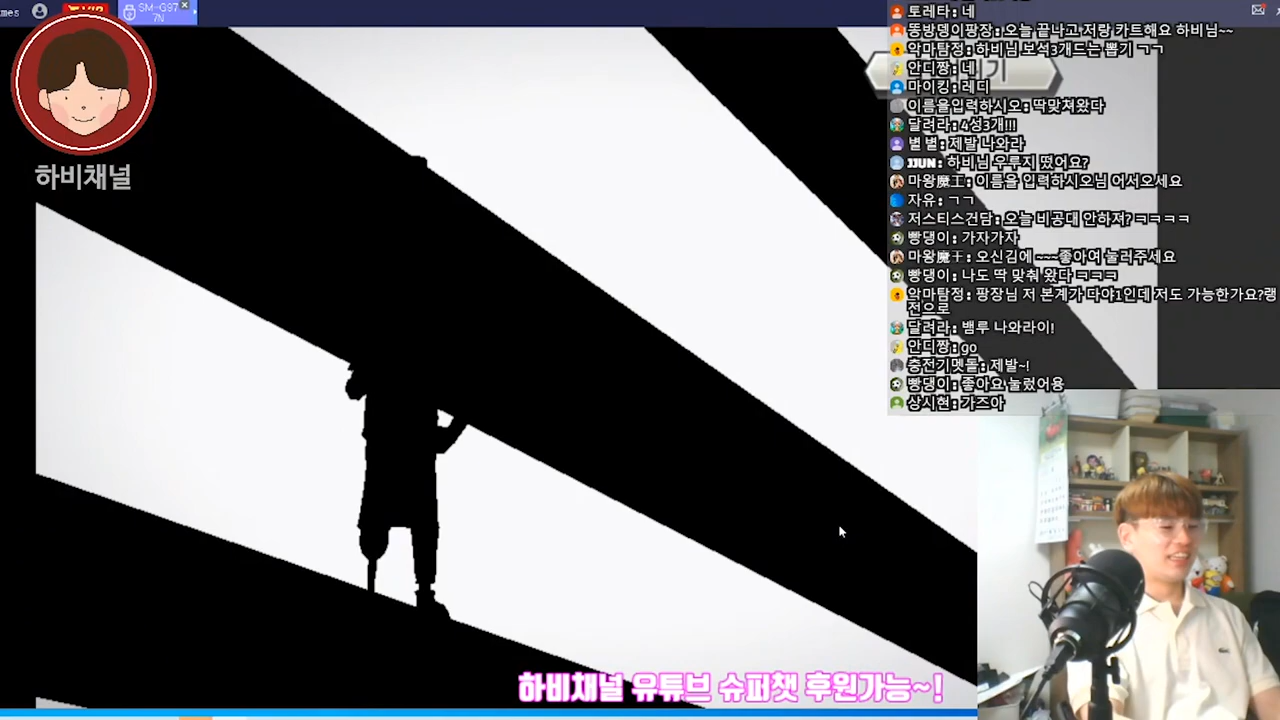 mes
SM-G97
7N
하비채널
토레타: 네
뚱방뎅이팡장: 오늘 끝나고 저랑 카트해요 하비님~~
악마탐정: 하비님 보석3개드는 뽑기 ㄱㄱ
안디짱: 네
마이킹: 레디
이름을입력하시오: 딱맞쳐왔다
달려라: 4성3개!!!
별 별: 제발 나와라
JJUN: 하비님 우루지 떴어요?
마왕魔王: 이름을 입력하시오님 어서오세요
자유: ㄱㄱ
저스티스건담: 오늘 비공대 안하져? ㅋㅋㅋㅋ
빵댕이: 가자가자
마왕魔王: 오신김에 ~~~좋아여 눌러주세요
빵댕이: 나도 딱 맞춰 왔다 ㅋㅋㅋ
악마탐정: 팡장님 저 본계가 다야1인데 저도 가능한가요?랭
전으로
달려라: 뱀루 나와라이!
안디짱: go
충전기멧돌: 제발~!
빵댕이: 좋아요 눌렀어용
상시현: 가즈아
하비채널 유튜브 슈퍼챗 후원가능~!